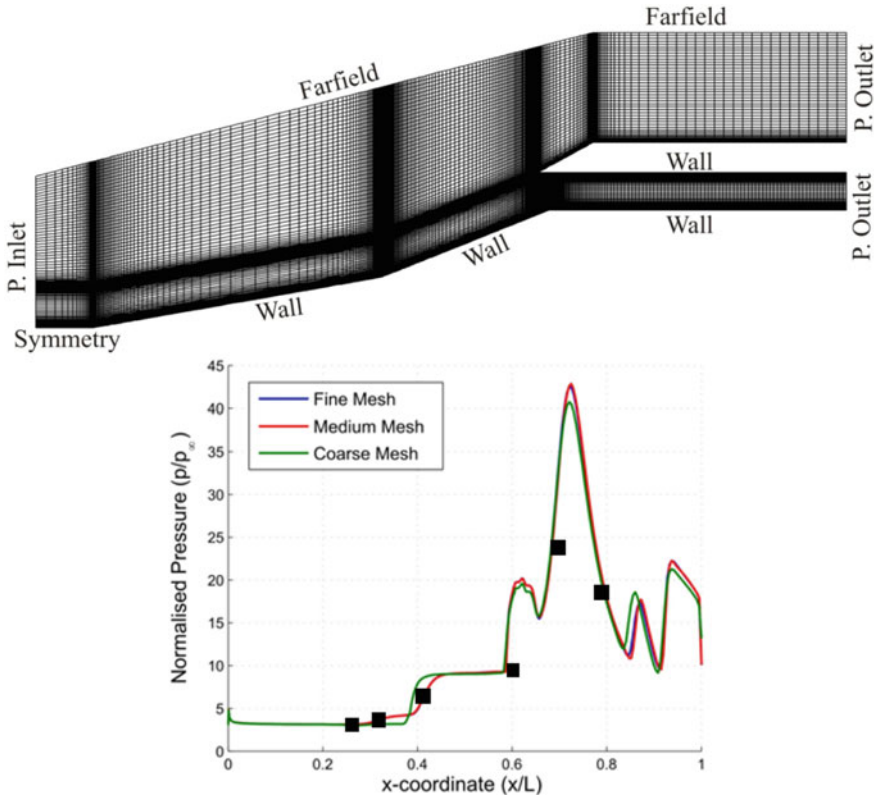 Farfield
Farfield
P. Outlet
Wall
P. Outlet
Wall
P. Inlet
Wall
Wall
Symmetry
45
40
35
30
25
20
15
10
5
0
Normalised Pressure (p/p∞)
Fine Mesh
Medium Mesh
Coarse Mesh
0 0.2 0.4 0.6 0.8 1
x-coordinate (x/L)